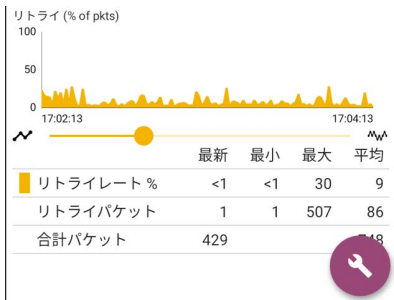 リトライ (% of pkts)
100
50
0
17:02:13 17:04:13
最新 最小 最大 平均
リトライレート % <1 <1 30 9
リトライパケット 1 1 507 86
合計パケット 429